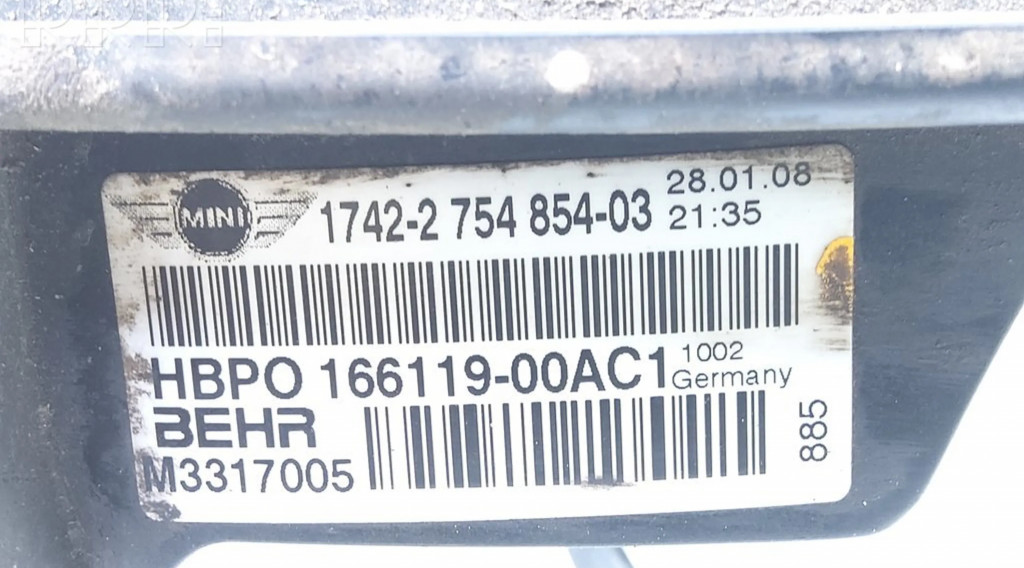 MINI 1742-2 754 854-03 28.01.08
21:35
HBPO 166119-00AC1 1002
Germany
BEHR
M3317005
885